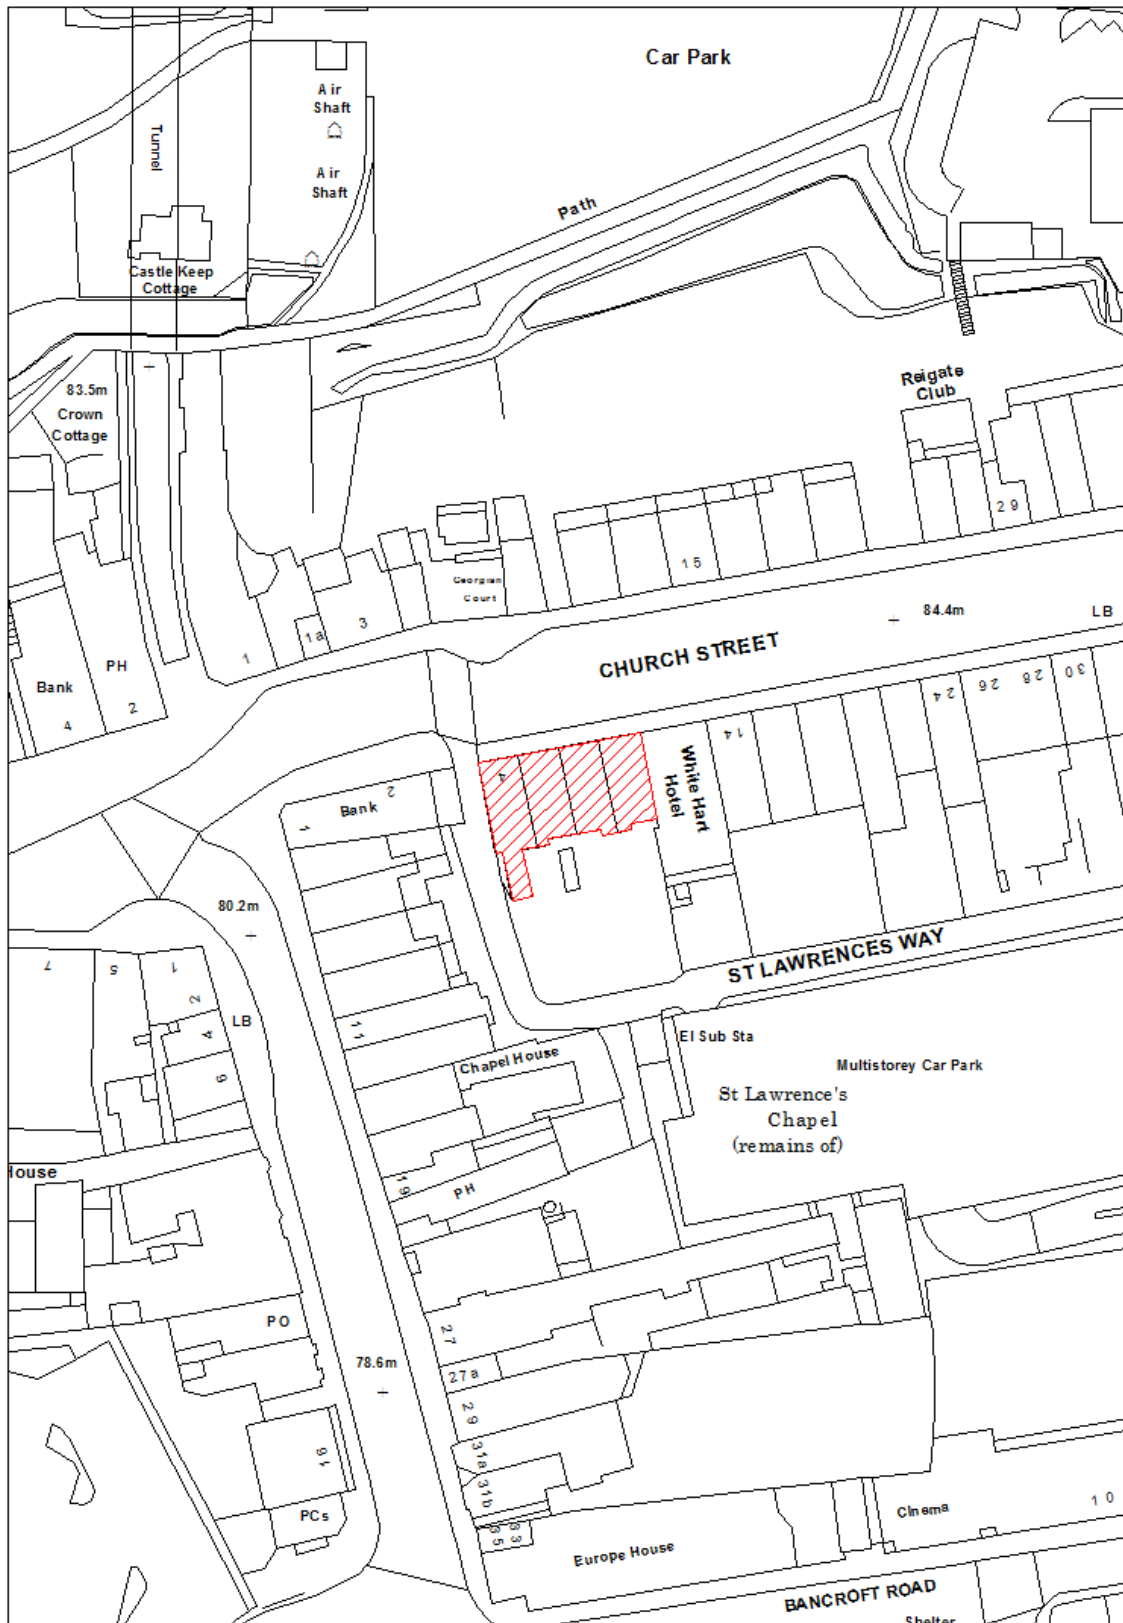 Car Park
Air
Shaft
Air
Shaft
Tunnel
Path
Castle Keep
Cottage
83.5m
Crown
Cottage
Reigate
Club
29
15
Georgian
Court
3
1a
1
PH
2
Bank
4
84.4m
LB
CHURCH STREET
30
28
26
24
14
White Hart
Hotel
4
2
Bank
1
80.2m
ST LAWRENCES WAY
7
5
1
2
LB
4
6
11
El Sub Sta
Chapel House
Multistorey Car Park
St Lawrence's
Chapel
(remains of)
House
19
PH
PO
27
78.6m
27a
29
31a
16
31b
PCs
33
35
Cinema
10
Europe House
BANCROFT ROAD
Shelter